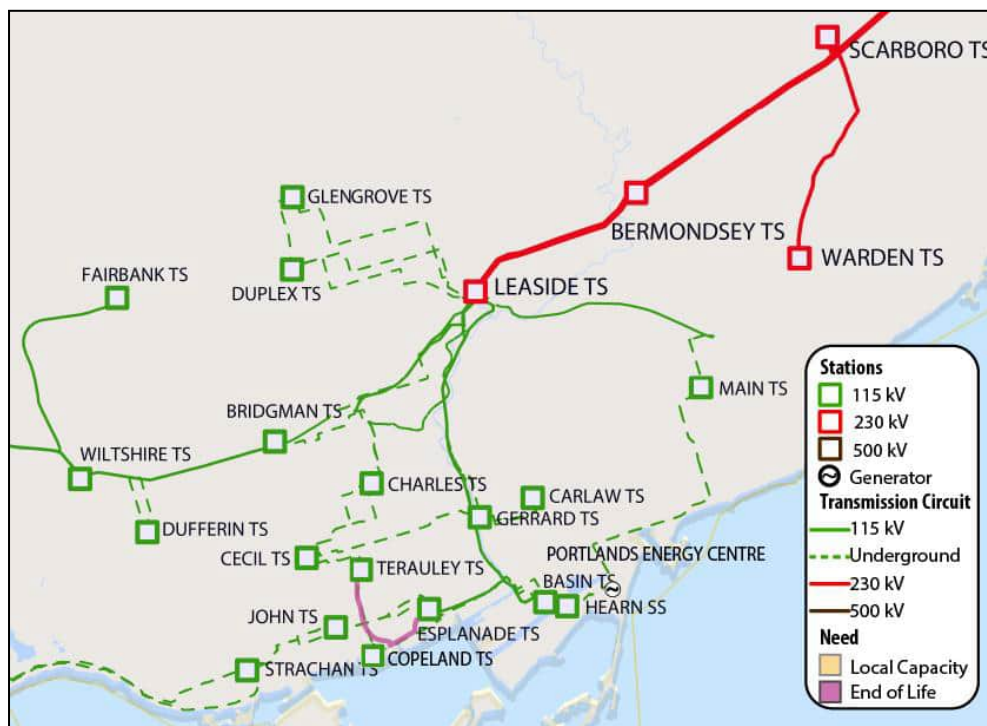 SCARBORO TS
GLENGROVE TS
BERMONDSEY TS
WARDEN TS
FAIRBANK TS
DUPLEX TS
LEASIDE TS
Stations
115 kV
230 kV
500 kV
Generator
Transmission Circuit
115 kV
Underground
230 kV
500 kV
Need
Local Capacity
End of Life
MAIN TS
BRIDGMAN TS
WILTSHIRE TS
CHARLES TS
CARLAW TS
GERRARD TS
DUFFERIN TS
CECIL TS
PORTLANDS ENERGY CENTRE
TERAULEY TS
BASIN TS
HEARN SS
JOHN TS
ESPLANADE TS
COPELAND TS
STRACHAN TS